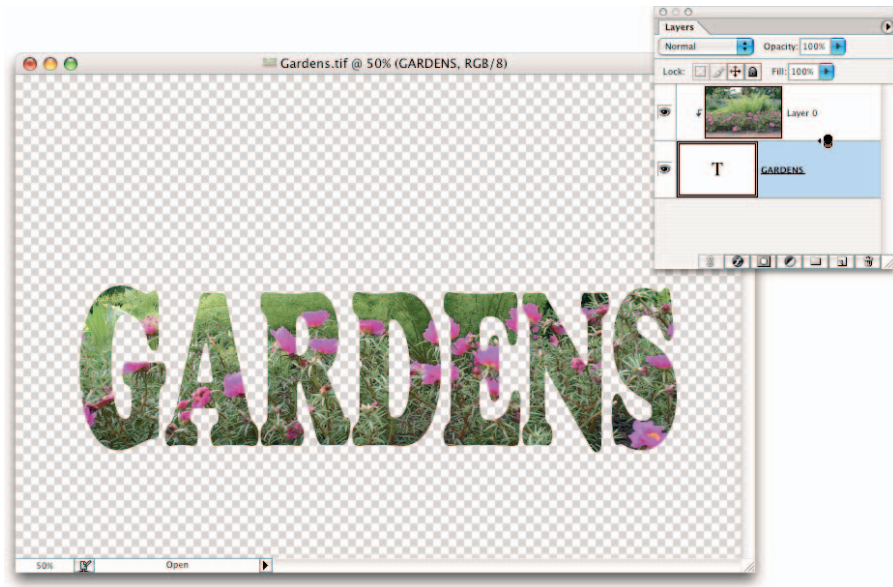 Layers
Normal Opacity: 100%
Lock: Fill: 100%
Layer 0
T GARDENS
Gardens.tif @ 50% (GARDENS, RGB/8)
GARDENS
50% Open